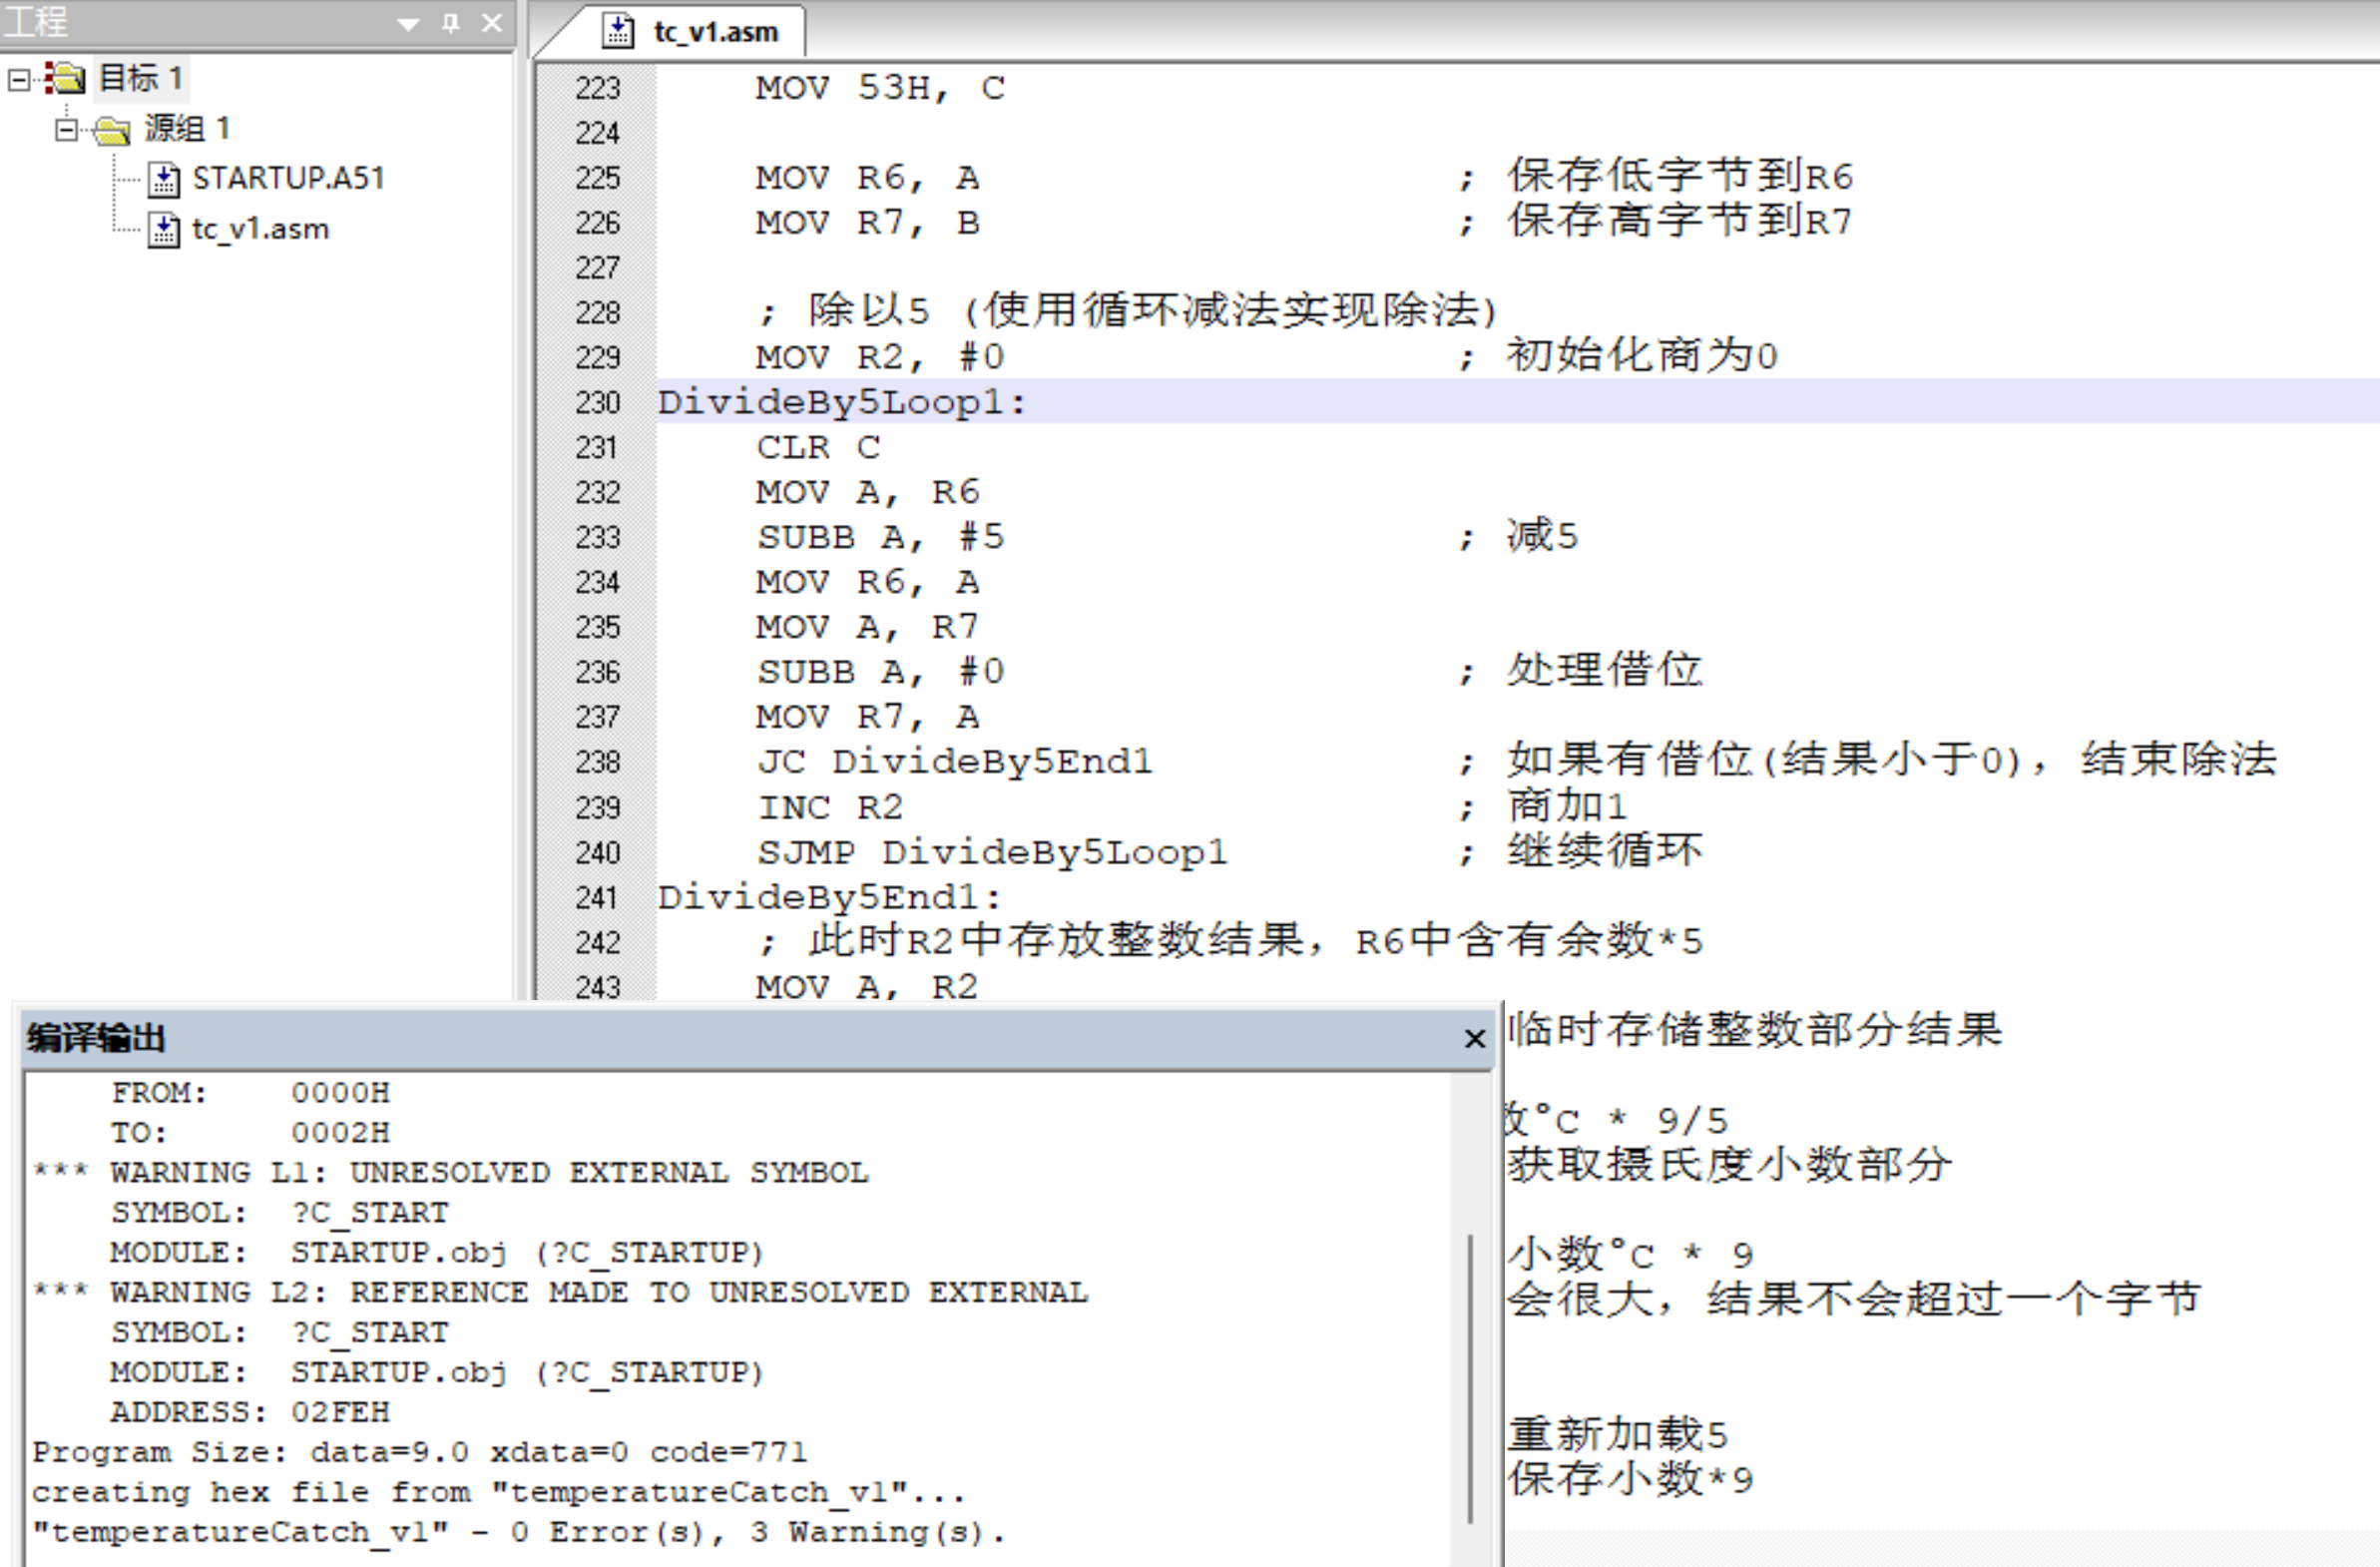 工程
目标 1
源组 1
STARTUP.A51
tc_v1.asm
tc_v1.asm
223 MOV 53H, C
224
225 MOV R6, A ; 保存低字节到R6
226 MOV R7, B ; 保存高字节到R7
227
228 ; 除以5 (使用循环减法实现除法)
229 MOV R2, #0 ; 初始化商为0
230 DivideBy5Loop1:
231 CLR C
232 MOV A, R6
233 SUBB A, #5 ; 减5
234 MOV R6, A
235 MOV A, R7
236 SUBB A, #0 ; 处理借位
237 MOV R7, A
238 JC DivideBy5End1 ; 如果有借位(结果小于0), 结束除法
239 INC R2 ; 商加1
240 SJMP DivideBy5Loop1 ; 继续循环
241 DivideBy5End1:
242 ; 此时R2中存放整数结果, R6中含有余数*5
243 MOV A, R2
临时存储整数部分结果
数°C * 9/5
获取摄氏度小数部分
小数°C * 9
会很大, 结果不会超过一个字节
重新加载5
保存小数*9
编译输出
FROM: 0000H
TO: 0002H
*** WARNING L1: UNRESOLVED EXTERNAL SYMBOL
SYMBOL: ?C_START
MODULE: STARTUP.obj (?C_STARTUP)
*** WARNING L2: REFERENCE MADE TO UNRESOLVED EXTERNAL
SYMBOL: ?C_START
MODULE: STARTUP.obj (?C_STARTUP)
ADDRESS: 02FEH
Program Size: data=9.0 xdata=0 code=771
creating hex file from "temperatureCatch_v1"...
"temperatureCatch_v1" - 0 Error(s), 3 Warning(s).